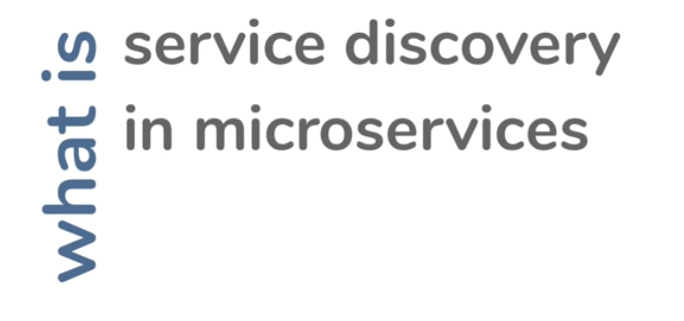 what is
service discovery
in microservices